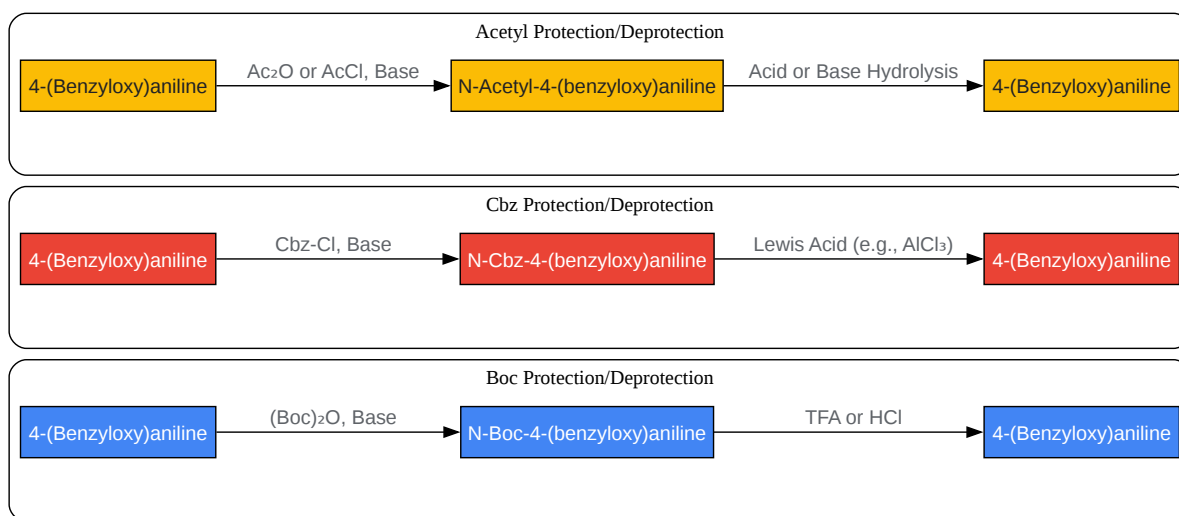 Acetyl Protection/Deprotection
4-(Benzyloxy)aniline
Ac₂O or AcCl, Base
N-Acetyl-4-(benzyloxy)aniline
Acid or Base Hydrolysis
4-(Benzyloxy)aniline
Cbz Protection/Deprotection
4-(Benzyloxy)aniline
Cbz-Cl, Base
N-Cbz-4-(benzyloxy)aniline
Lewis Acid (e.g., AlCl₃)
4-(Benzyloxy)aniline
Boc Protection/Deprotection
4-(Benzyloxy)aniline
(Boc)₂O, Base
N-Boc-4-(benzyloxy)aniline
TFA or HCl
4-(Benzyloxy)aniline